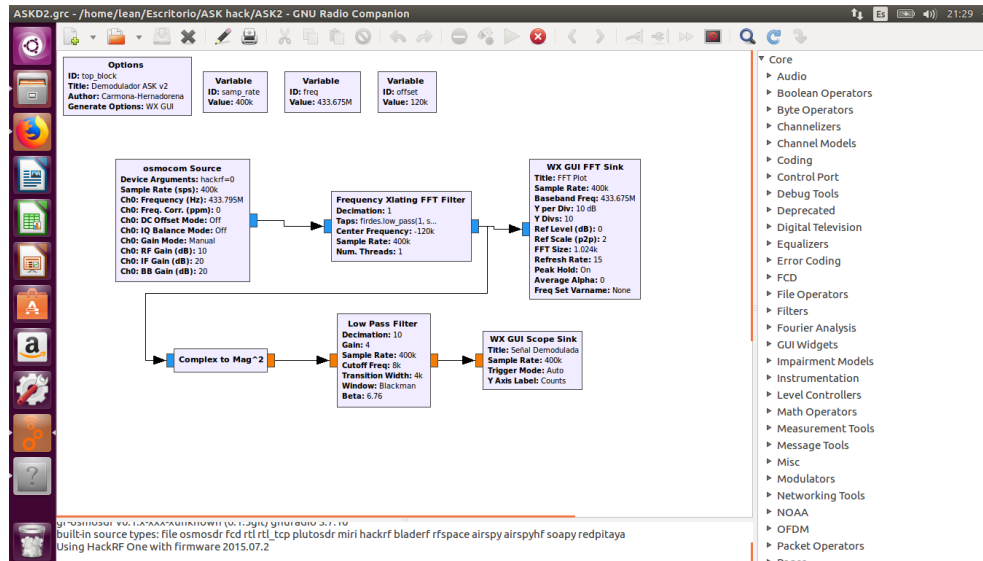 ASKD2.grc - /home/lean/Escritorio/ASK hack/ASK2 - GNU Radio Companion
Es
21:29
Options
ID: top_block
Title: Demodulador ASK v2
Author: Carmona-Hernadorena
Generate Options: WX GUI
Variable
ID: samp_rate
Value: 400k
Variable
ID: freq
Value: 433.675M
Variable
ID: offset
Value: 120k
osmocom Source
Device Arguments: hackrf=0
Sample Rate (sps): 400k
Ch0: Frequency (Hz): 433.795M
Ch0: Freq. Corr. (ppm): 0
Ch0: DC Offset Mode: Off
Ch0: IQ Balance Mode: Off
Ch0: Gain Mode: Manual
Ch0: RF Gain (dB): 10
Ch0: IF Gain (dB): 20
Ch0: BB Gain (dB): 20
Frequency Xlating FFT Filter
Decimation: 1
Taps: firdes.low_pass(1, s...
Center Frequency: -120k
Sample Rate: 400k
Num. Threads: 1
WX GUI FFT Sink
Title: FFT Plot
Sample Rate: 400k
Baseband Freq: 433.675M
Y per Div: 10 dB
Y Divs: 10
Ref Level (dB): 0
Ref Scale (p2p): 2
FFT Size: 1.024k
Refresh Rate: 15
Peak Hold: On
Average Alpha: 0
Freq Set Varname: None
Complex to Mag^2
Low Pass Filter
Decimation: 10
Gain: 4
Sample Rate: 400k
Cutoff Freq: 8k
Transition Width: 4k
Window: Blackman
Beta: 6.76
WX GUI Scope Sink
Title: Señal Demodulada
Sample Rate: 400k
Trigger Mode: Auto
Y Axis Label: Counts
Core
Audio
Boolean Operators
Byte Operators
Channelizers
Channel Models
Coding
Control Port
Debug Tools
Deprecated
Digital Television
Equalizers
Error Coding
FCD
File Operators
Filters
Fourier Analysis
GUI Widgets
Impairment Models
Instrumentation
Level Controllers
Math Operators
Measurement Tools
Message Tools
Misc
Modulators
Networking Tools
NOAA
OFDM
Packet Operators
built-in source types: file osmosdr fcd rtl rtl_tcp plutosdr miri hackrf bladerf rfspace airspy airspyhf soapy redpitaya
Using HackRF One with firmware 2015.07.2